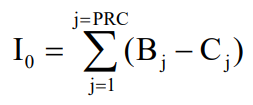 j=PRC
I₀ = ∑(Bⱼ − Cⱼ)
j=1